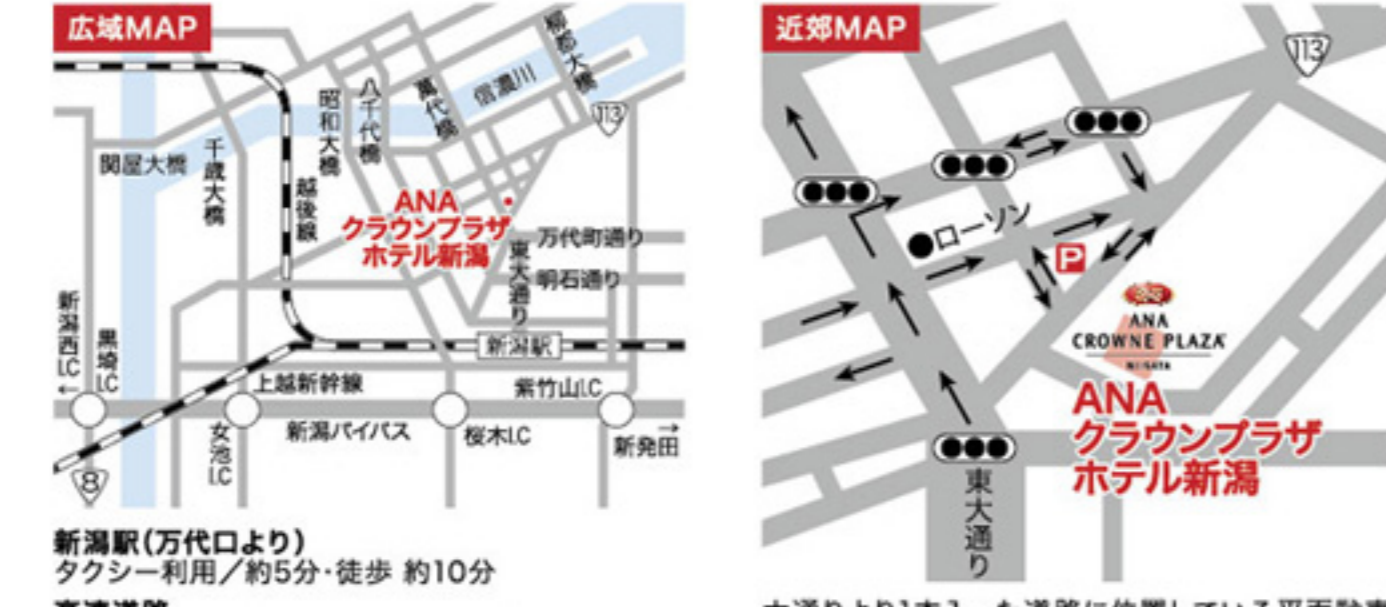 広域MAP
柳都大橋
信濃川
萬代橋
八千代橋
昭和大橋
113
関屋大橋
千歳大橋
越後線
ANA
クラウンプラザ
ホテル新潟
万代町通り
東大通り
明石通り
新潟駅
新潟西I.C
←
黒埼I.C
上越新幹線
紫竹山I.C
女池I.C
新潟バイパス
桜木I.C
→
新発田
8
新潟駅(万代口より)
タクシー利用/約5分・徒歩 約10分
高速道路
近郊MAP
113
●ローソン
P
ANA
CROWNE PLAZA
NIIGATA
ANA
クラウンプラザ
ホテル新潟
東大通り